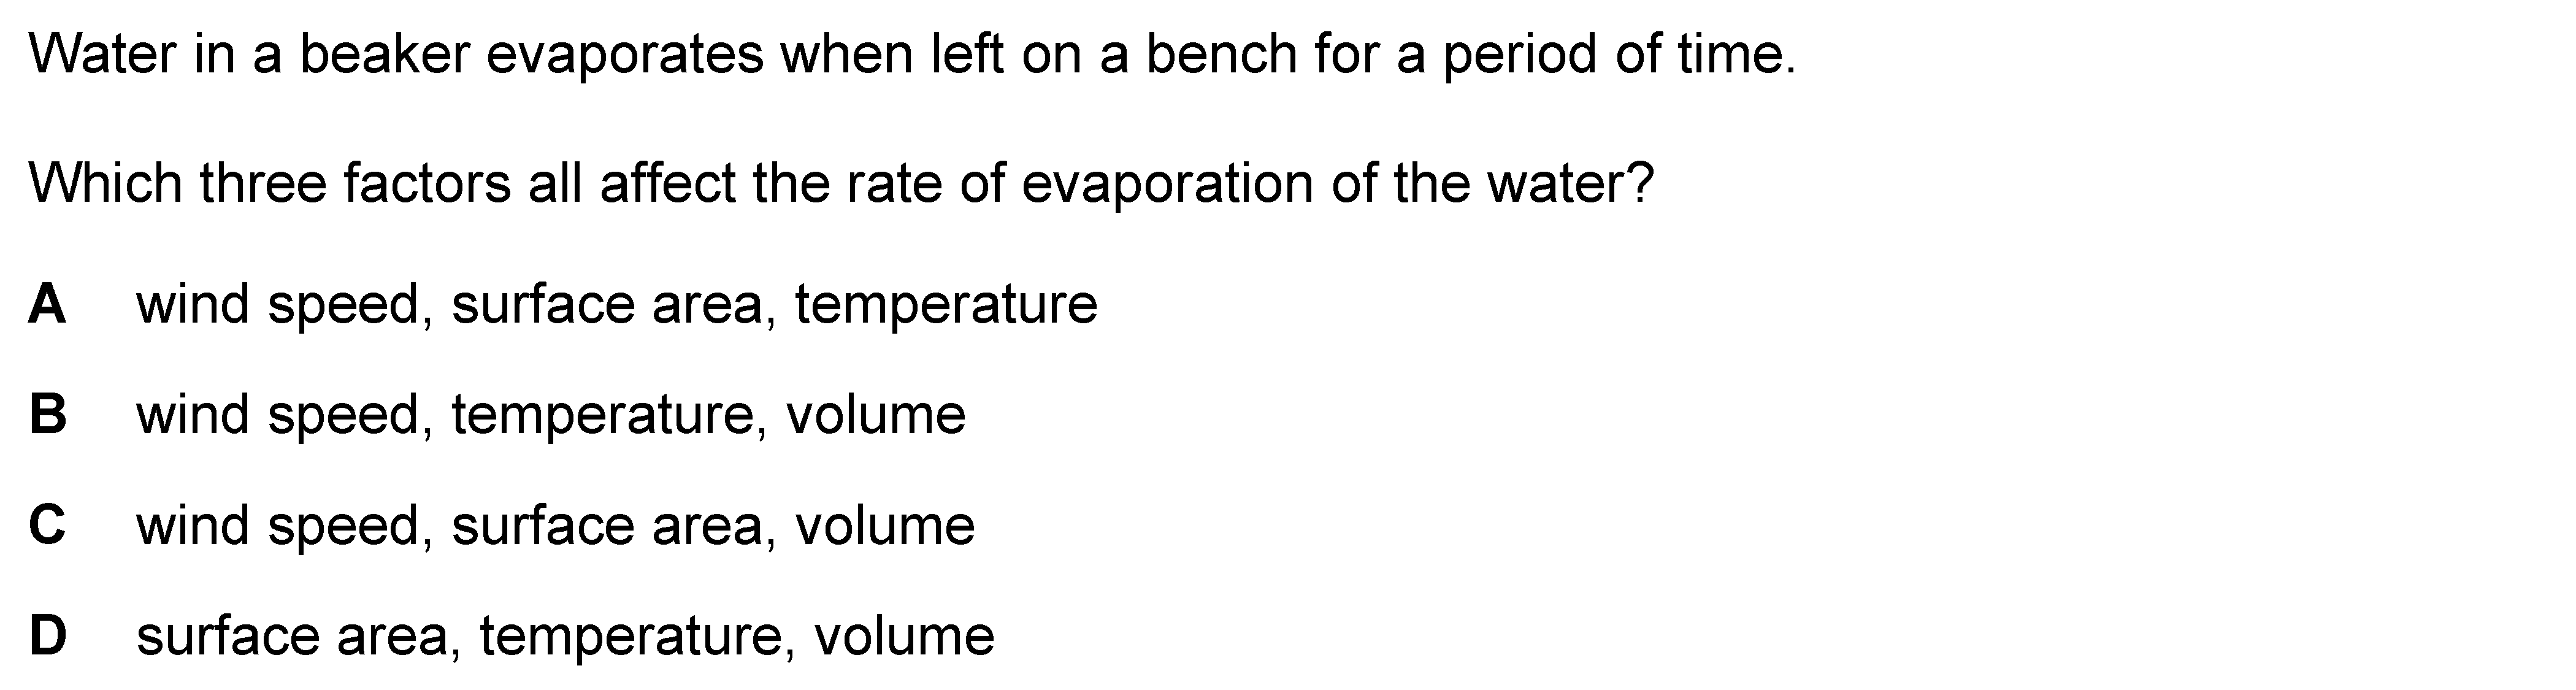 Water in a beaker evaporates when left on a bench for a period of time.
Which three factors all affect the rate of evaporation of the water?
A wind speed, surface area, temperature
B wind speed, temperature, volume
C wind speed, surface area, volume
D surface area, temperature, volume